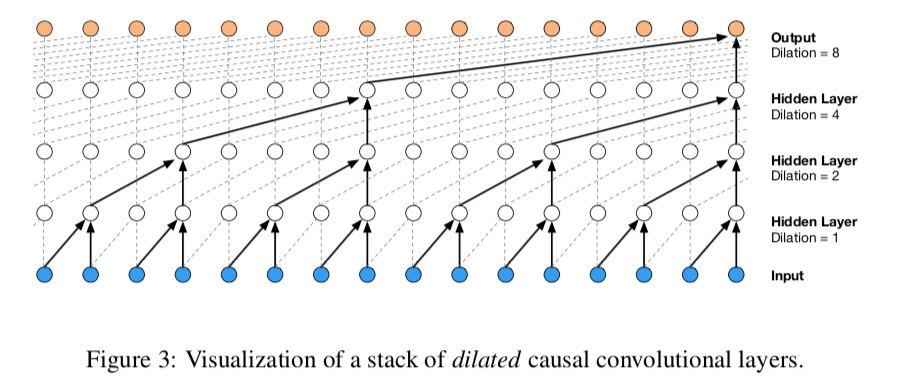 Output
Dilation = 8
Hidden Layer
Dilation = 4
Hidden Layer
Dilation = 2
Hidden Layer
Dilation = 1
Input
Figure 3: Visualization of a stack of dilated causal convolutional layers.